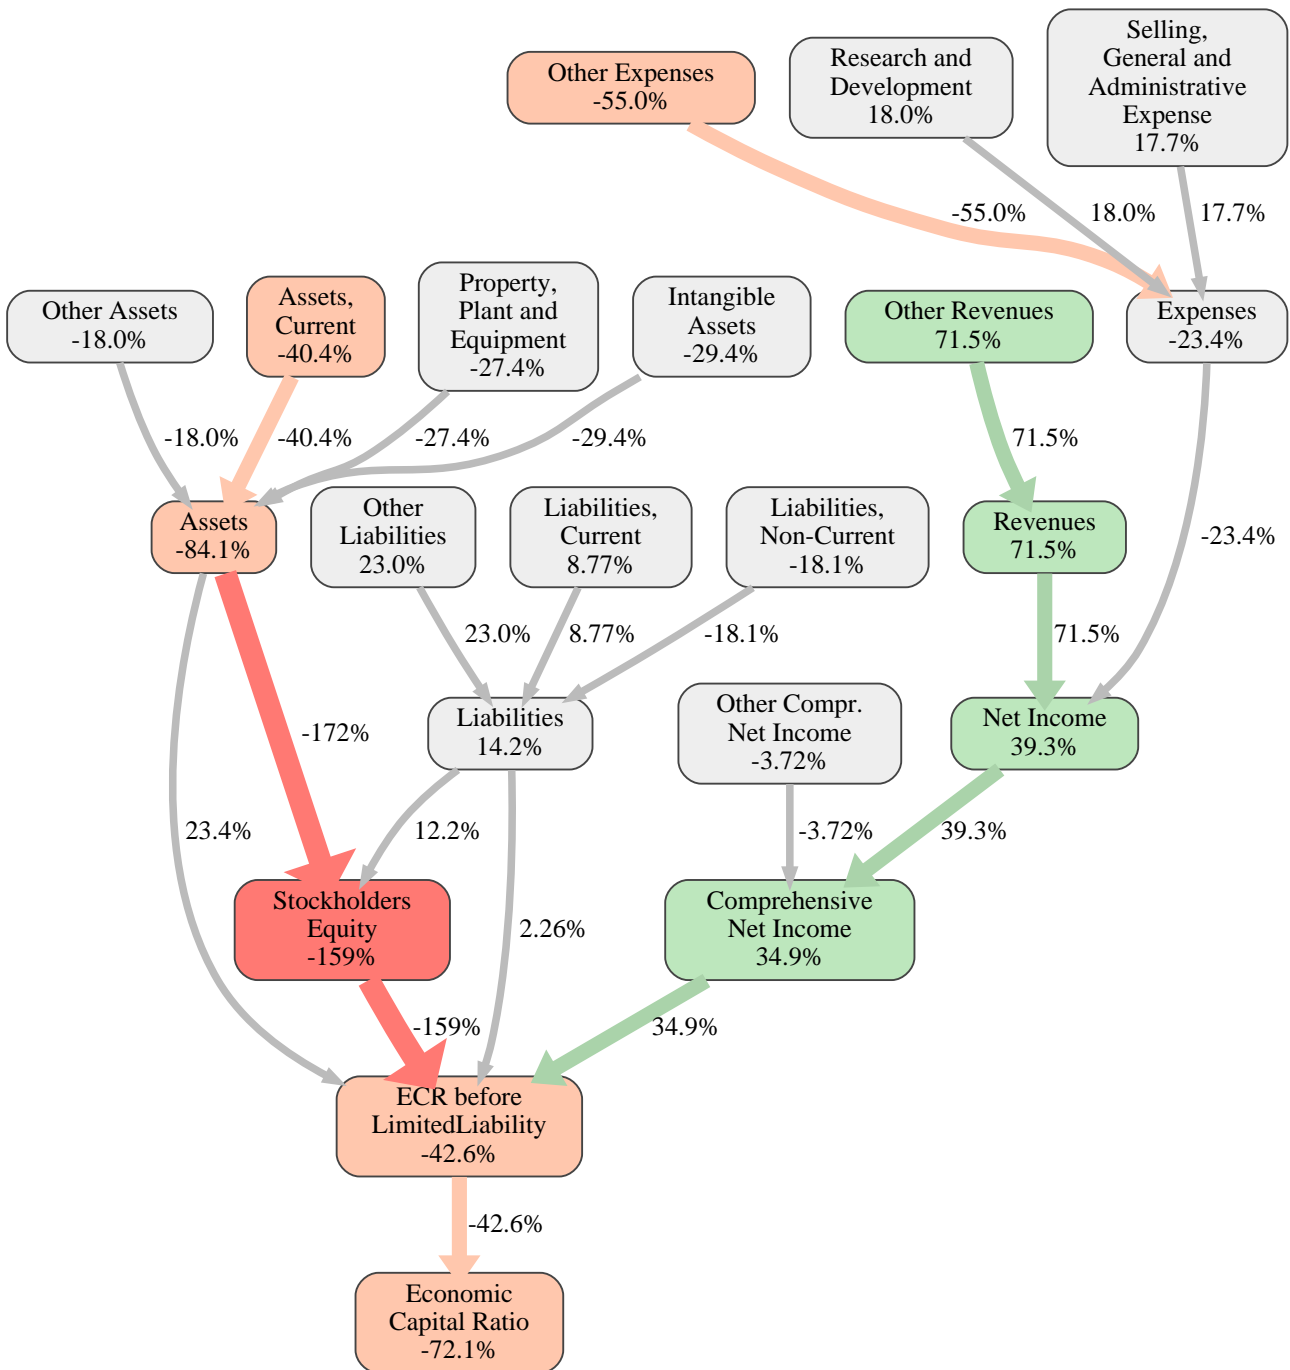 Selling,
General and
Administrative
Expense
17.7%
Research and
Development
18.0%
Other Expenses
-55.0%
-55.0%
18.0%
17.7%
Other Assets
-18.0%
Assets,
Current
-40.4%
Property,
Plant and
Equipment
-27.4%
Intangible
Assets
-29.4%
Other Revenues
71.5%
Expenses
-23.4%
-18.0%
-40.4%
-27.4%
-29.4%
71.5%
-23.4%
Assets
-84.1%
Other
Liabilities
23.0%
Liabilities,
Current
8.77%
Liabilities,
Non-Current
-18.1%
Revenues
71.5%
23.0%
8.77%
-18.1%
71.5%
-172%
Liabilities
14.2%
Other Compr.
Net Income
-3.72%
Net Income
39.3%
23.4%
12.2%
-3.72%
39.3%
Stockholders
Equity
-159%
2.26%
Comprehensive
Net Income
34.9%
-159%
34.9%
ECR before
LimitedLiability
-42.6%
-42.6%
Economic
Capital Ratio
-72.1%